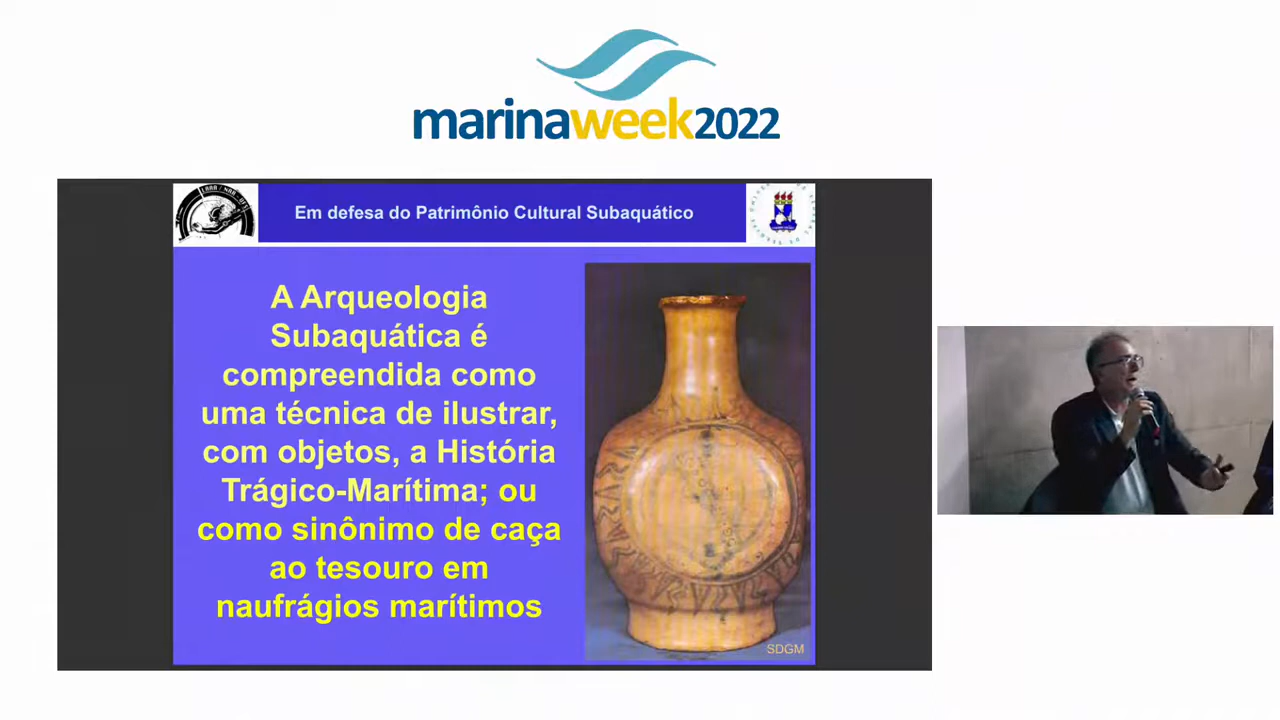 marinaweek2022
Em defesa do Patrimônio Cultural Subaquático
A Arqueologia
Subaquática é
compreendida como
uma técnica de ilustrar,
com objetos, a História
Trágico-Marítima; ou
como sinônimo de caça
ao tesouro em
naufrágios marítimos
SDGM